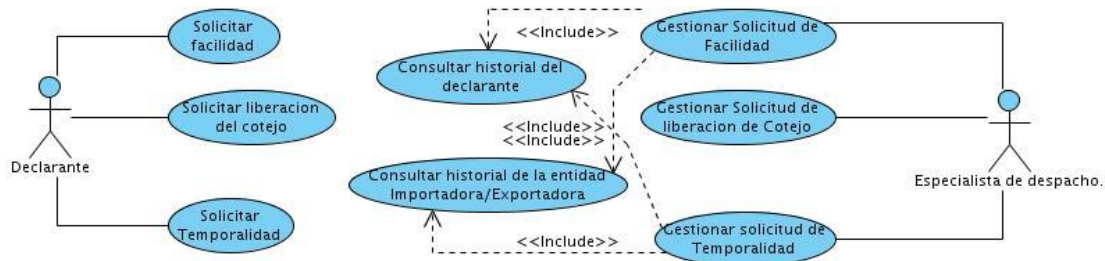 Solicitar
facilidad
Solicitar liberacion
del cotejo
Declarante
Solicitar
Temporalidad
<<Include>>
Consultar historial del
declarante
<<Include>>
<<Include>>
Consultar historial de la entidad
Importadora/Exportadora
<<Include>>
Gestionar Solicitud de
Facilidad
Gestionar Solicitud de
liberacion de Cotejo
Gestionar solicitud de
Temporalidad
Especialista de despacho.